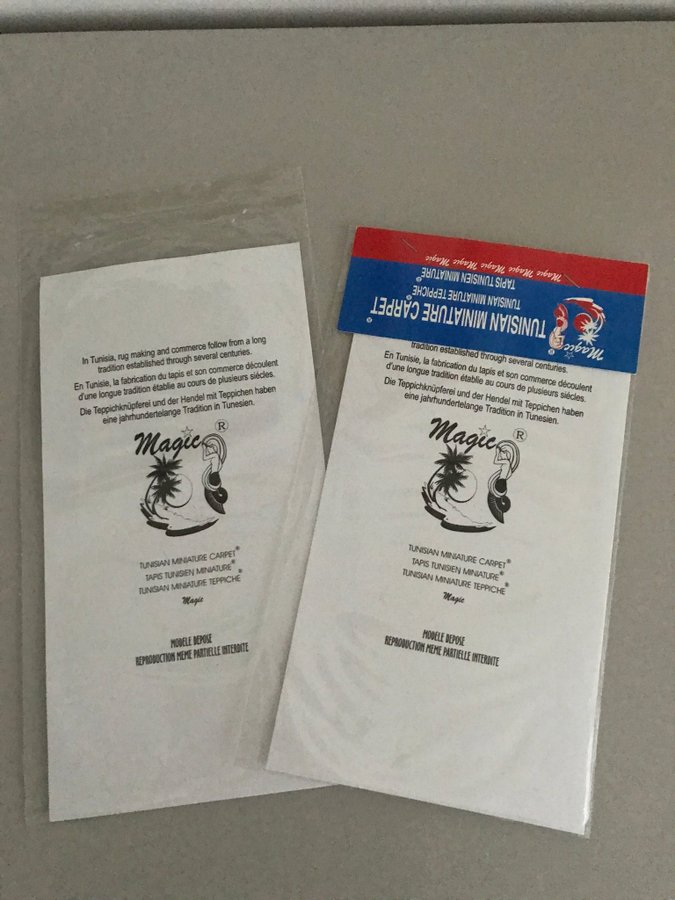 In Tunisia, rug making and commerce follow from a long
tradition established through several centuries.
En Tunisie, la fabrication du tapis et son commerce découlent
d'une longue tradition établie au cours de plusieurs siécles.
Die Teppichknüpferei und der Hendel mit Teppichen haben
eine jahrhundertelange Tradition in Tunesien.
Magic ®
TUNISIAN MINIATURE CARPET®
TAPIS TUNISIEN MINIATURE®
TUNISIAN MINIATURE TEPPICHE®
Magic
MODELE DEPOSE
REPRODUCTION MEME PARTIELLE INTERDITE
Magic Magic Magic Magic Magic
TAPIS TUNISIEN MINIATURE®
TUNISIAN MINIATURE TEPPICHE®
TUNISIAN MINIATURE CARPET®
Magic
tradition established through several centuries.
En Tunisie, la fabrication du tapis et son commerce découlent
d'une longue tradition établie au cours de plusieurs siécles.
Die Teppichknüpferei und der Hendel mit Teppichen haben
eine jahrhundertelange Tradition in Tunesien.
Magic ®
TUNISIAN MINIATURE CARPET®
TAPIS TUNISIEN MINIATURE®
TUNISIAN MINIATURE TEPPICHE®
Magic
MODELE DEPOSE
REPRODUCTION MEME PARTIELLE INTERDITE